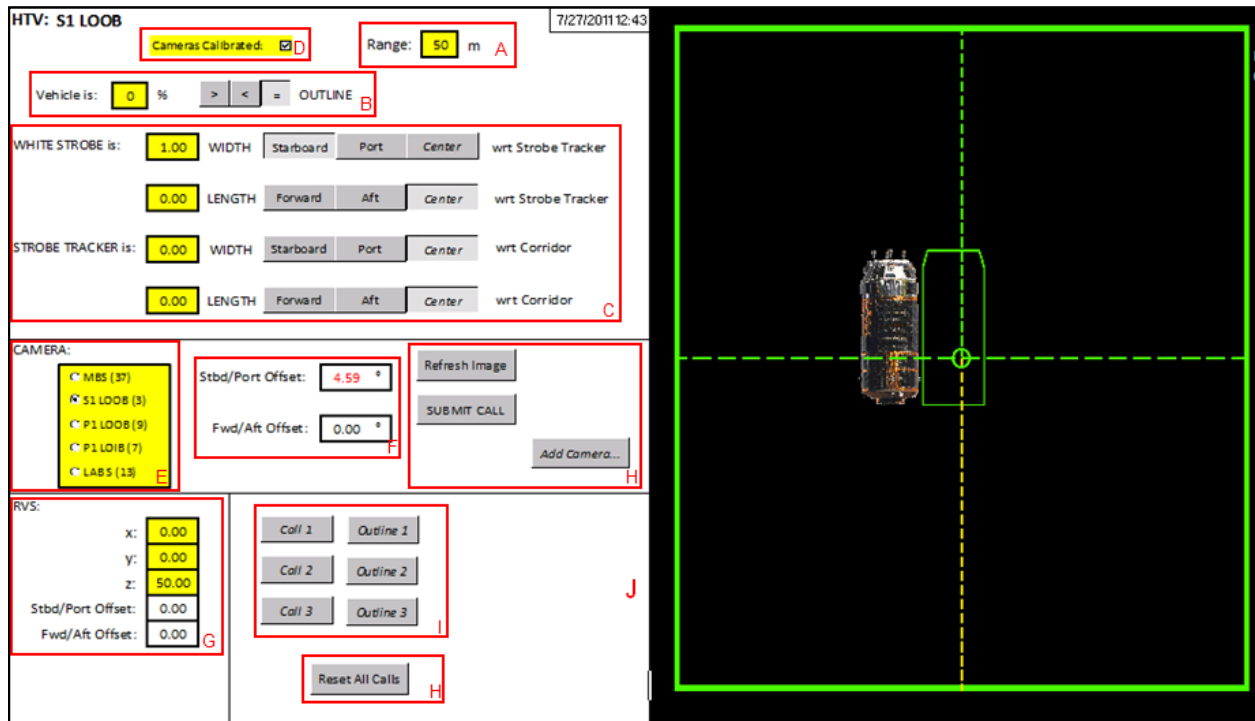 HTV: S1 LOOB 7/27/2011 12:43
Cameras Calibrated: D Range: 50 m A
Vehicle is: 0 % > < = OUTLINE B
WHITE STROBE is: 1.00 WIDTH Starboard Port Center wrt Strobe Tracker
0.00 LENGTH Forward Aft Center wrt Strobe Tracker
STROBE TRACKER is: 0.00 WIDTH Starboard Port Center wrt Corridor
0.00 LENGTH Forward Aft Center wrt Corridor C
CAMERA:
MBS (37)
S1 LOOB (3)
P1 LOOB (9)
P1 LOIB (7)
LABS (13) E
Stbd/Port Offset: 4.59 °
Fwd/Aft Offset: 0.00 ° F
Refresh Image
SUBMIT CALL
Add Camera... H
RVS:
x: 0.00
y: 0.00
z: 50.00
Stbd/Port Offset: 0.00
Fwd/Aft Offset: 0.00 G
Call 1 Outline 1
Call 2 Outline 2
Call 3 Outline 3 I
J
Reset All Calls H